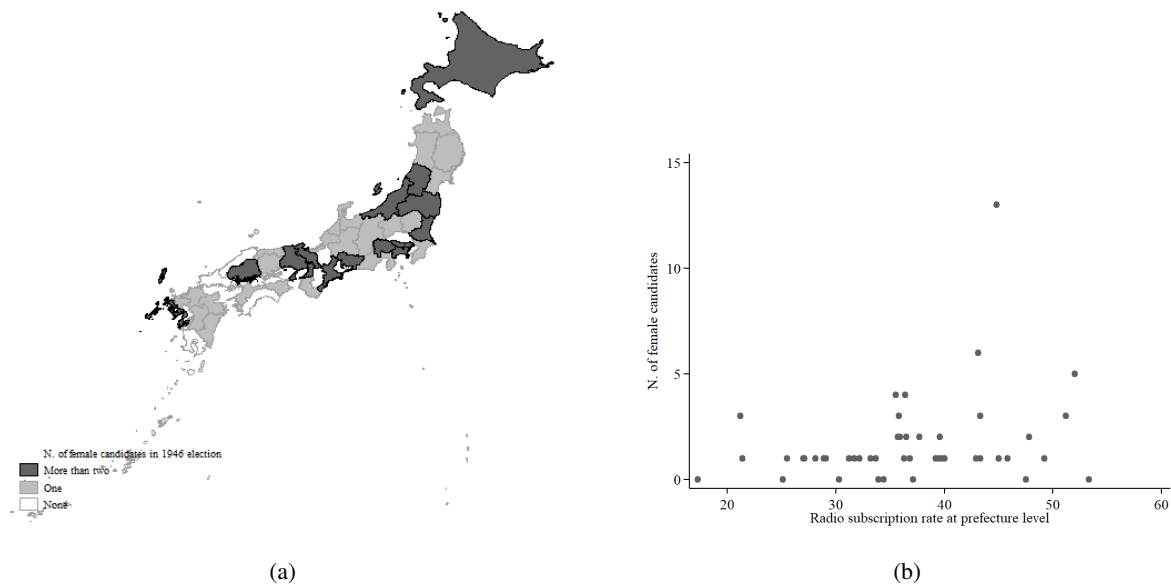 N. of female candidates in 1946 election
More than two
One
None
(a)
N. of female candidates
15
10
5
0
20
30
40
50
60
Radio subscription rate at prefecture level
(b)